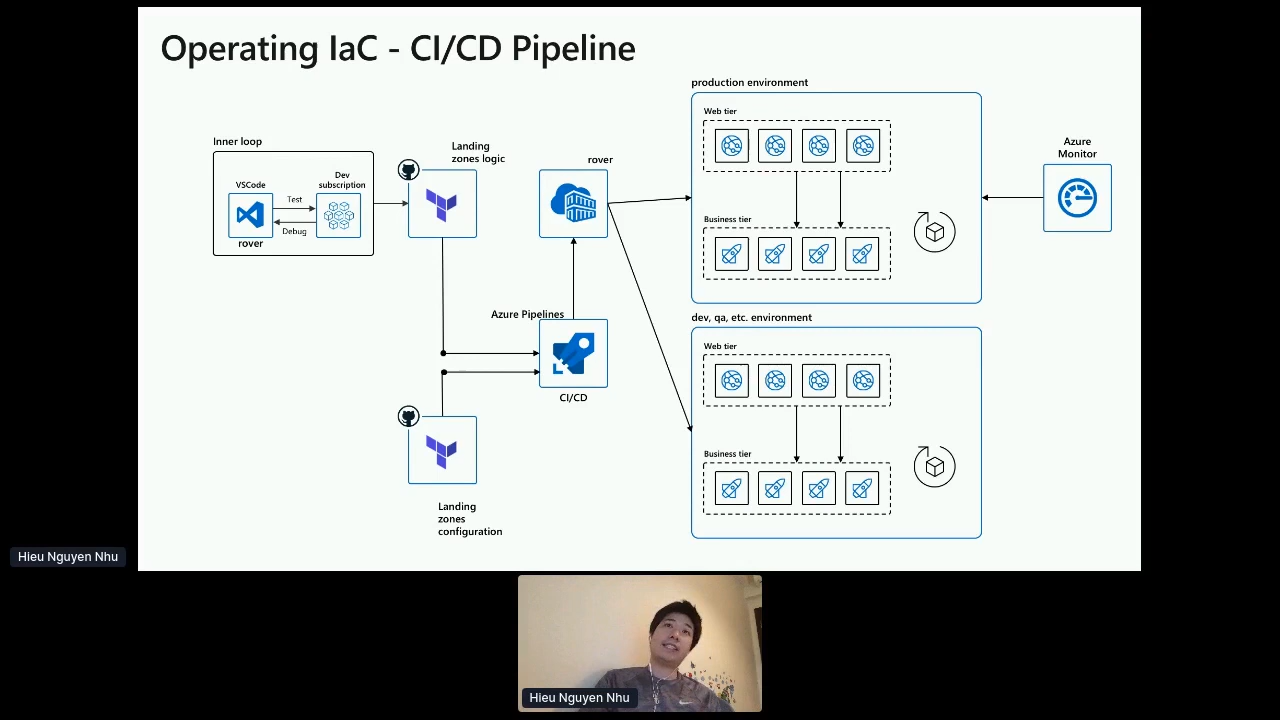 Operating IaC - CI/CD Pipeline
Inner loop
VSCode
Test
Debug
Dev
subscription
rover
Landing
zones logic
rover
Azure Pipelines
CI/CD
Landing
zones
configuration
production environment
Web tier
Business tier
dev, qa, etc. environment
Web tier
Business tier
Azure
Monitor
Hieu Nguyen Nhu
Hieu Nguyen Nhu